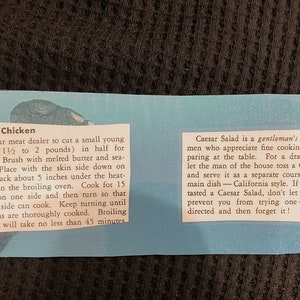 Chicken
ar meat dealer to cut a small young
1½ to 2 pounds) in half for
Brush with melted butter and sea-
Place with the skin side down on
ack about 5 inches under the heat-
n the broiling oven. Cook for 15
on one side and then turn so that
side can cook. Keep turning until
ns are thoroughly cooked. Broiling
will take no less than 45 minutes
Caesar Salad is a gentleman's
men who appreciate fine cooking
paring at the table. For a dra
let the man of the house toss a
and serve it as a separate cours
main dish — California style. If
tasted a Caesar Salad, don't let
prevent you from trying one
directed and then forget it!